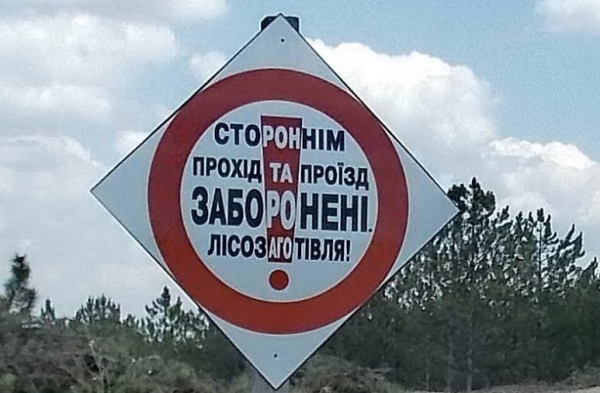 СТОРОННІМ
ПРОХІД ТА ПРОЇЗД
ЗАБОРОНЕНІ.
ЛІСОЗАГОТІВЛЯ!